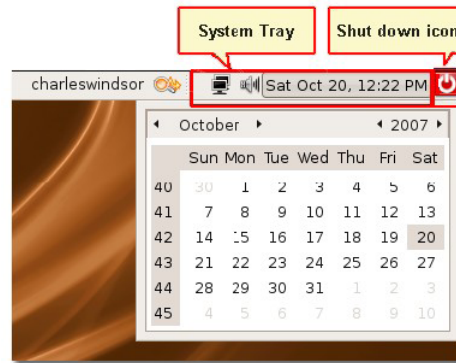 System Tray
Shut down icon
charleswindsor
Sat Oct 20, 12:22 PM
October
2007
Sun Mon Tue Wed Thu Fri Sat
40 30 1 2 3 4 5 6
41 7 8 9 10 11 12 13
42 14 15 16 17 18 19 20
43 21 22 23 24 25 26 27
44 28 29 30 31 1 2 3
45 4 5 6 7 8 9 10